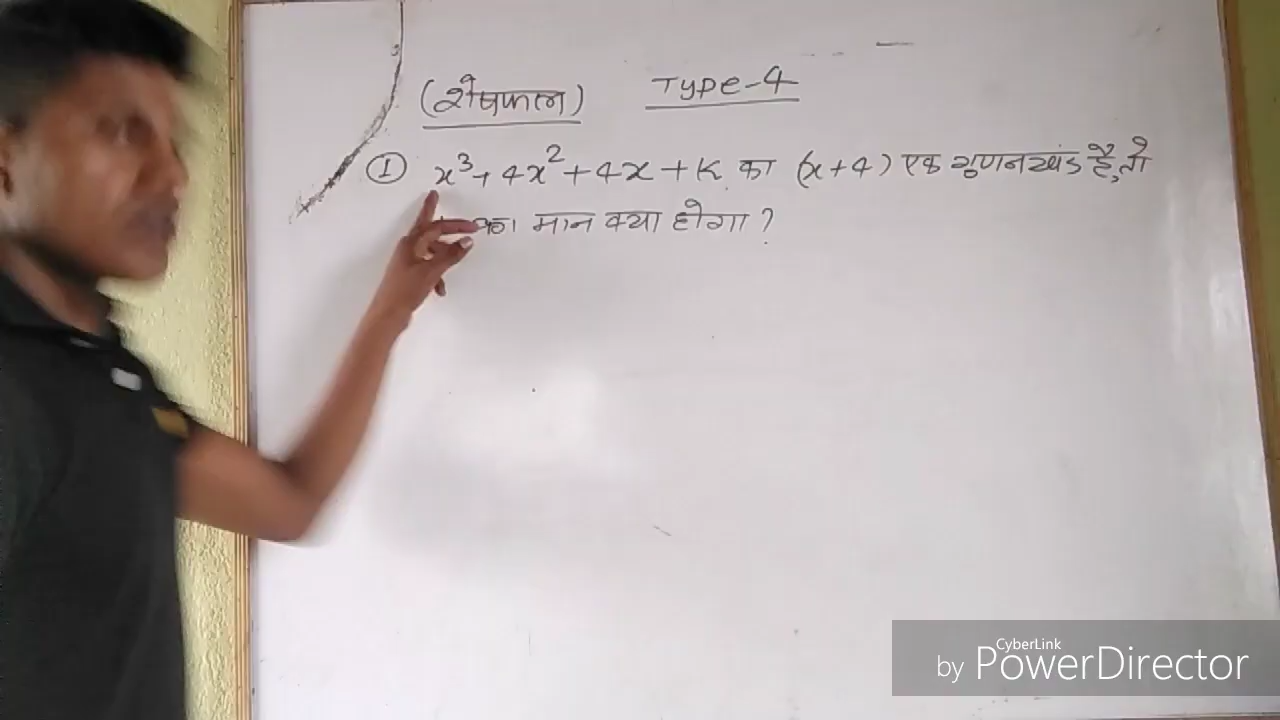 (शेषफल) Type-4
① x³+4x²+4x+K का (x+4) एक गुणनखंड है, तो
का मान क्या होगा ?
CyberLink
by PowerDirector